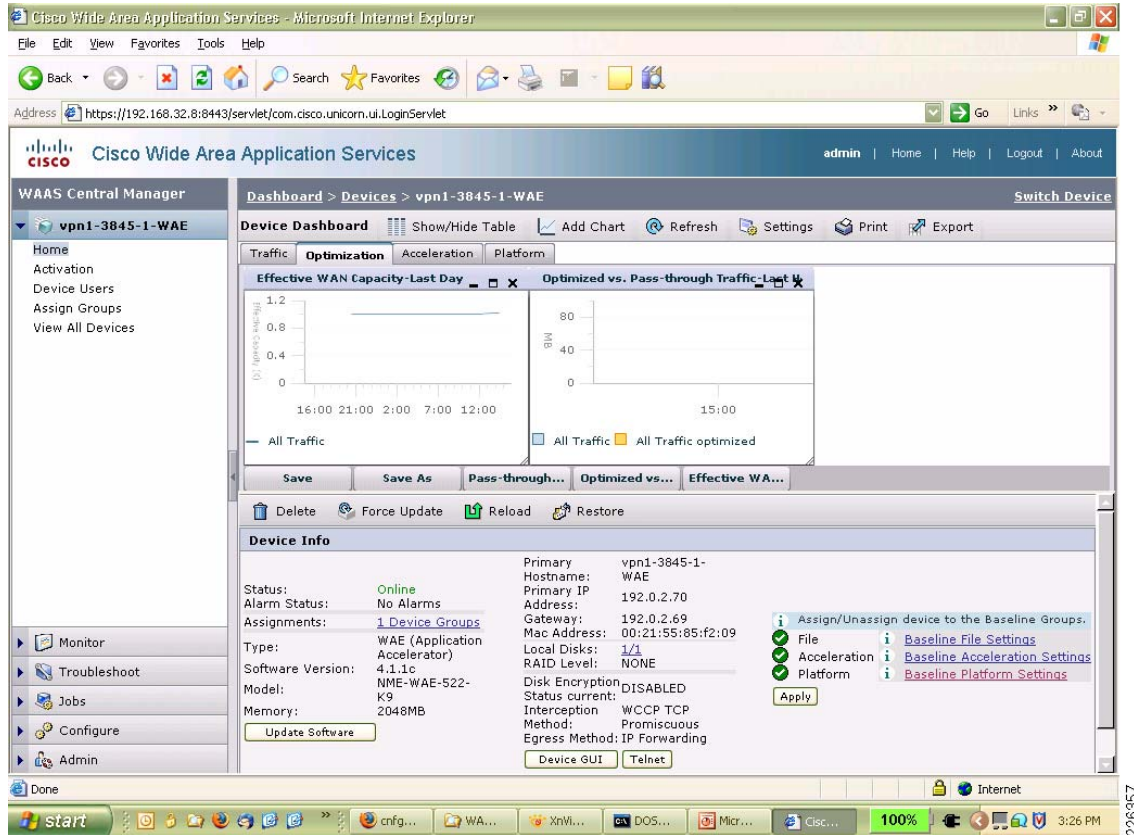 Cisco Wide Area Application Services - Microsoft Internet Explorer
File Edit View Favorites Tools Help
Back Search Favorites
Address https://192.168.32.8:8443/servlet/com.cisco.unicorn.ui.LoginServlet Go Links »
CISCO Cisco Wide Area Application Services admin | Home | Help | Logout | About
WAAS Central Manager
vpn1-3845-1-WAE
Home
Activation
Device Users
Assign Groups
View All Devices
Monitor
Troubleshoot
Jobs
Configure
Admin
Dashboard > Devices > vpn1-3845-1-WAE Switch Device
Device Dashboard Show/Hide Table Add Chart Refresh Settings Print Export
Traffic Optimization Acceleration Platform
Effective WAN Capacity-Last Day
Effective Capacity (X)
1.2
0.8
0.4
0
16:00 21:00 2:00 7:00 12:00
All Traffic
Optimized vs. Pass-through Traffic-Last
MB
80
40
0
15:00
All Traffic All Traffic optimized
Save Save As Pass-through... Optimized vs... Effective WA...
Delete Force Update Reload Restore
Device Info
Status: Online
Alarm Status: No Alarms
Assignments: 1 Device Groups
Type: WAE (Application
Accelerator)
Software Version: 4.1.1c
Model: NME-WAE-522-
K9
Memory: 2048MB
Update Software
Primary vpn1-3845-1-
Hostname: WAE
Primary IP
Address: 192.0.2.70
Gateway: 192.0.2.69
Mac Address: 00:21:55:85:f2:09
Local Disks: 1/1
RAID Level: NONE
Disk Encryption
Status current: DISABLED
Interception WCCP TCP
Method: Promiscuous
Egress Method: IP Forwarding
Device GUI Telnet
Assign/Unassign device to the Baseline Groups.
File Baseline File Settings
Acceleration Baseline Acceleration Settings
Platform Baseline Platform Settings
Apply
Done Internet
start » cnfg... WA... XnVi... DOS... Micr... Cisc... 100% 3:26 PM
226357